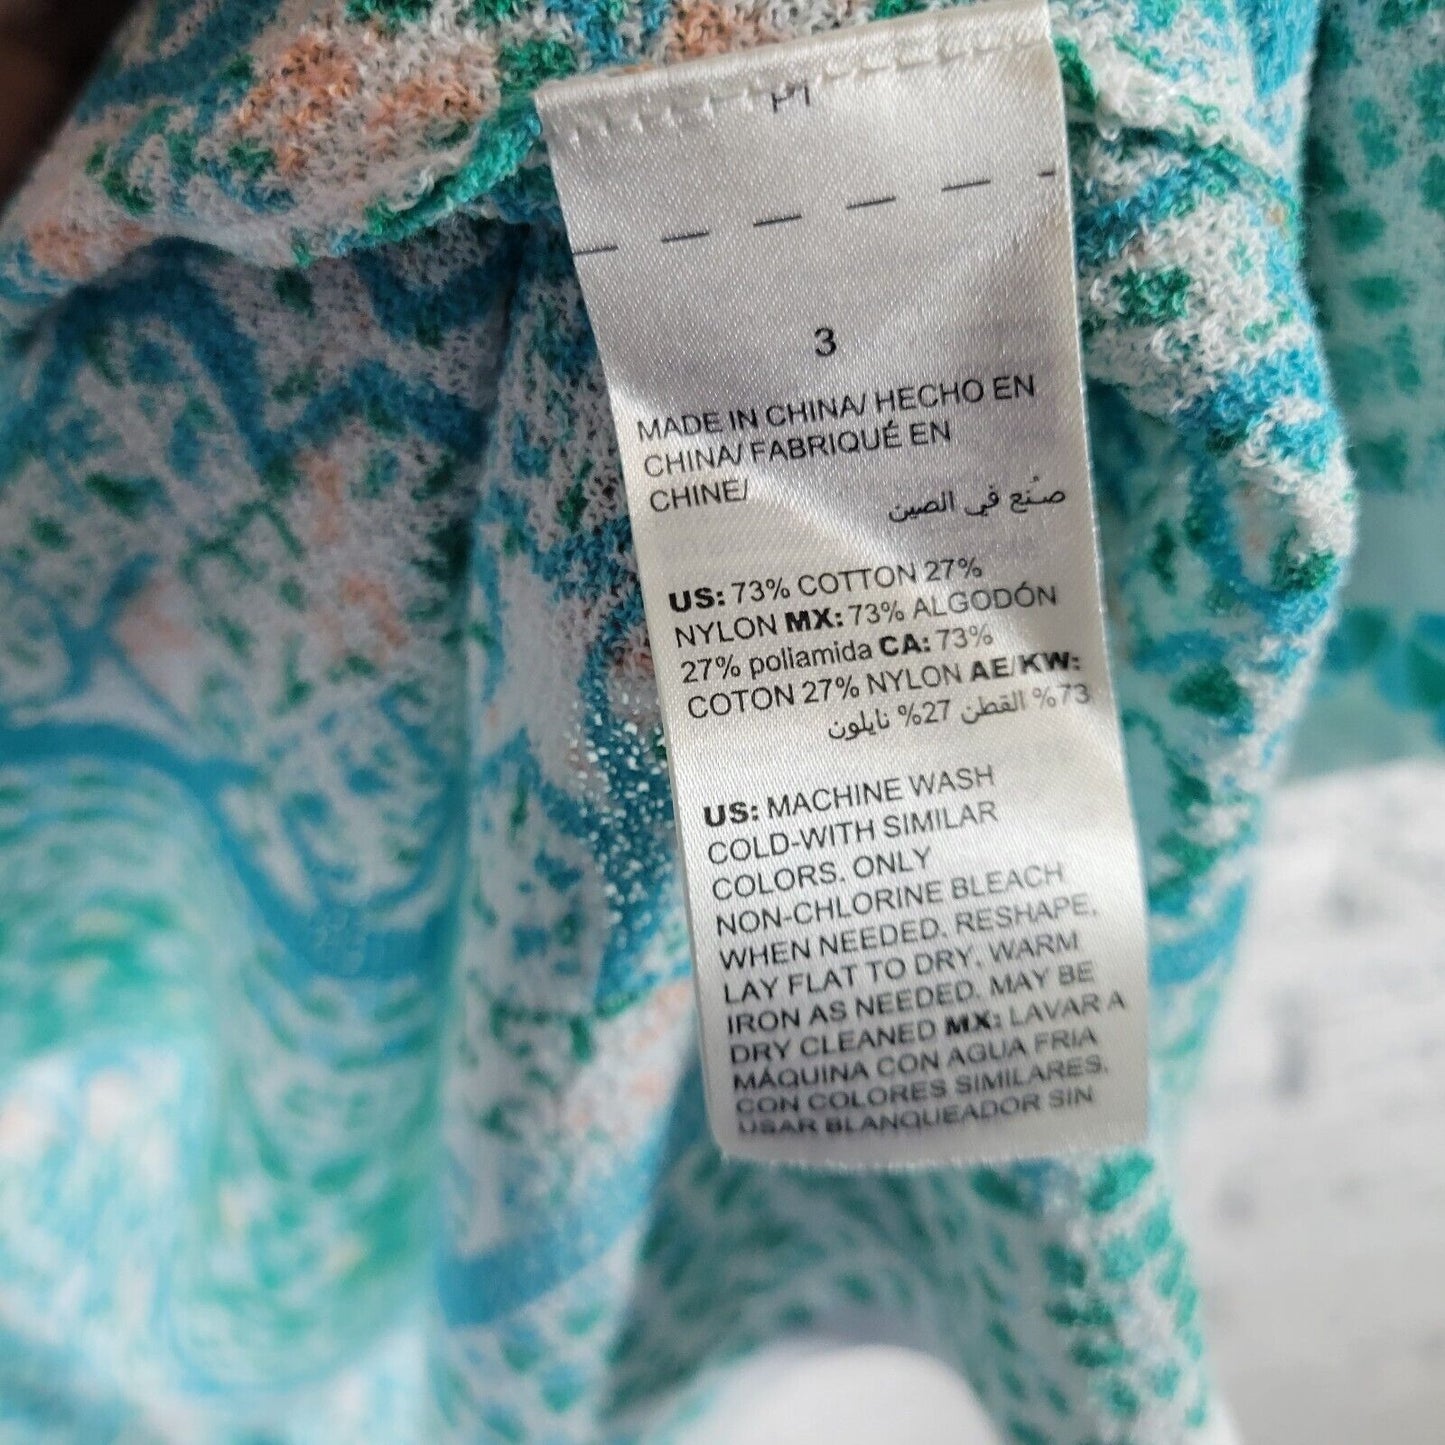 3
MADE IN CHINA/ HECHO EN
CHINA/ FABRIQUÉ EN
CHINE/
صنع في الصين
US: 73% COTTON 27%
NYLON MX: 73% ALGODÓN
27% poliamida CA: 73%
COTON 27% NYLON AE/KW:
73% القطن 27% نايلون
US: MACHINE WASH
COLD-WITH SIMILAR
COLORS. ONLY
NON-CHLORINE BLEACH
WHEN NEEDED. RESHAPE,
LAY FLAT TO DRY. WARM
IRON AS NEEDED. MAY BE
DRY CLEANED MX: LAVAR A
MÁQUINA CON AGUA FRIA
CON COLORES SIMILARES.
USAR BLANQUEADOR SIN